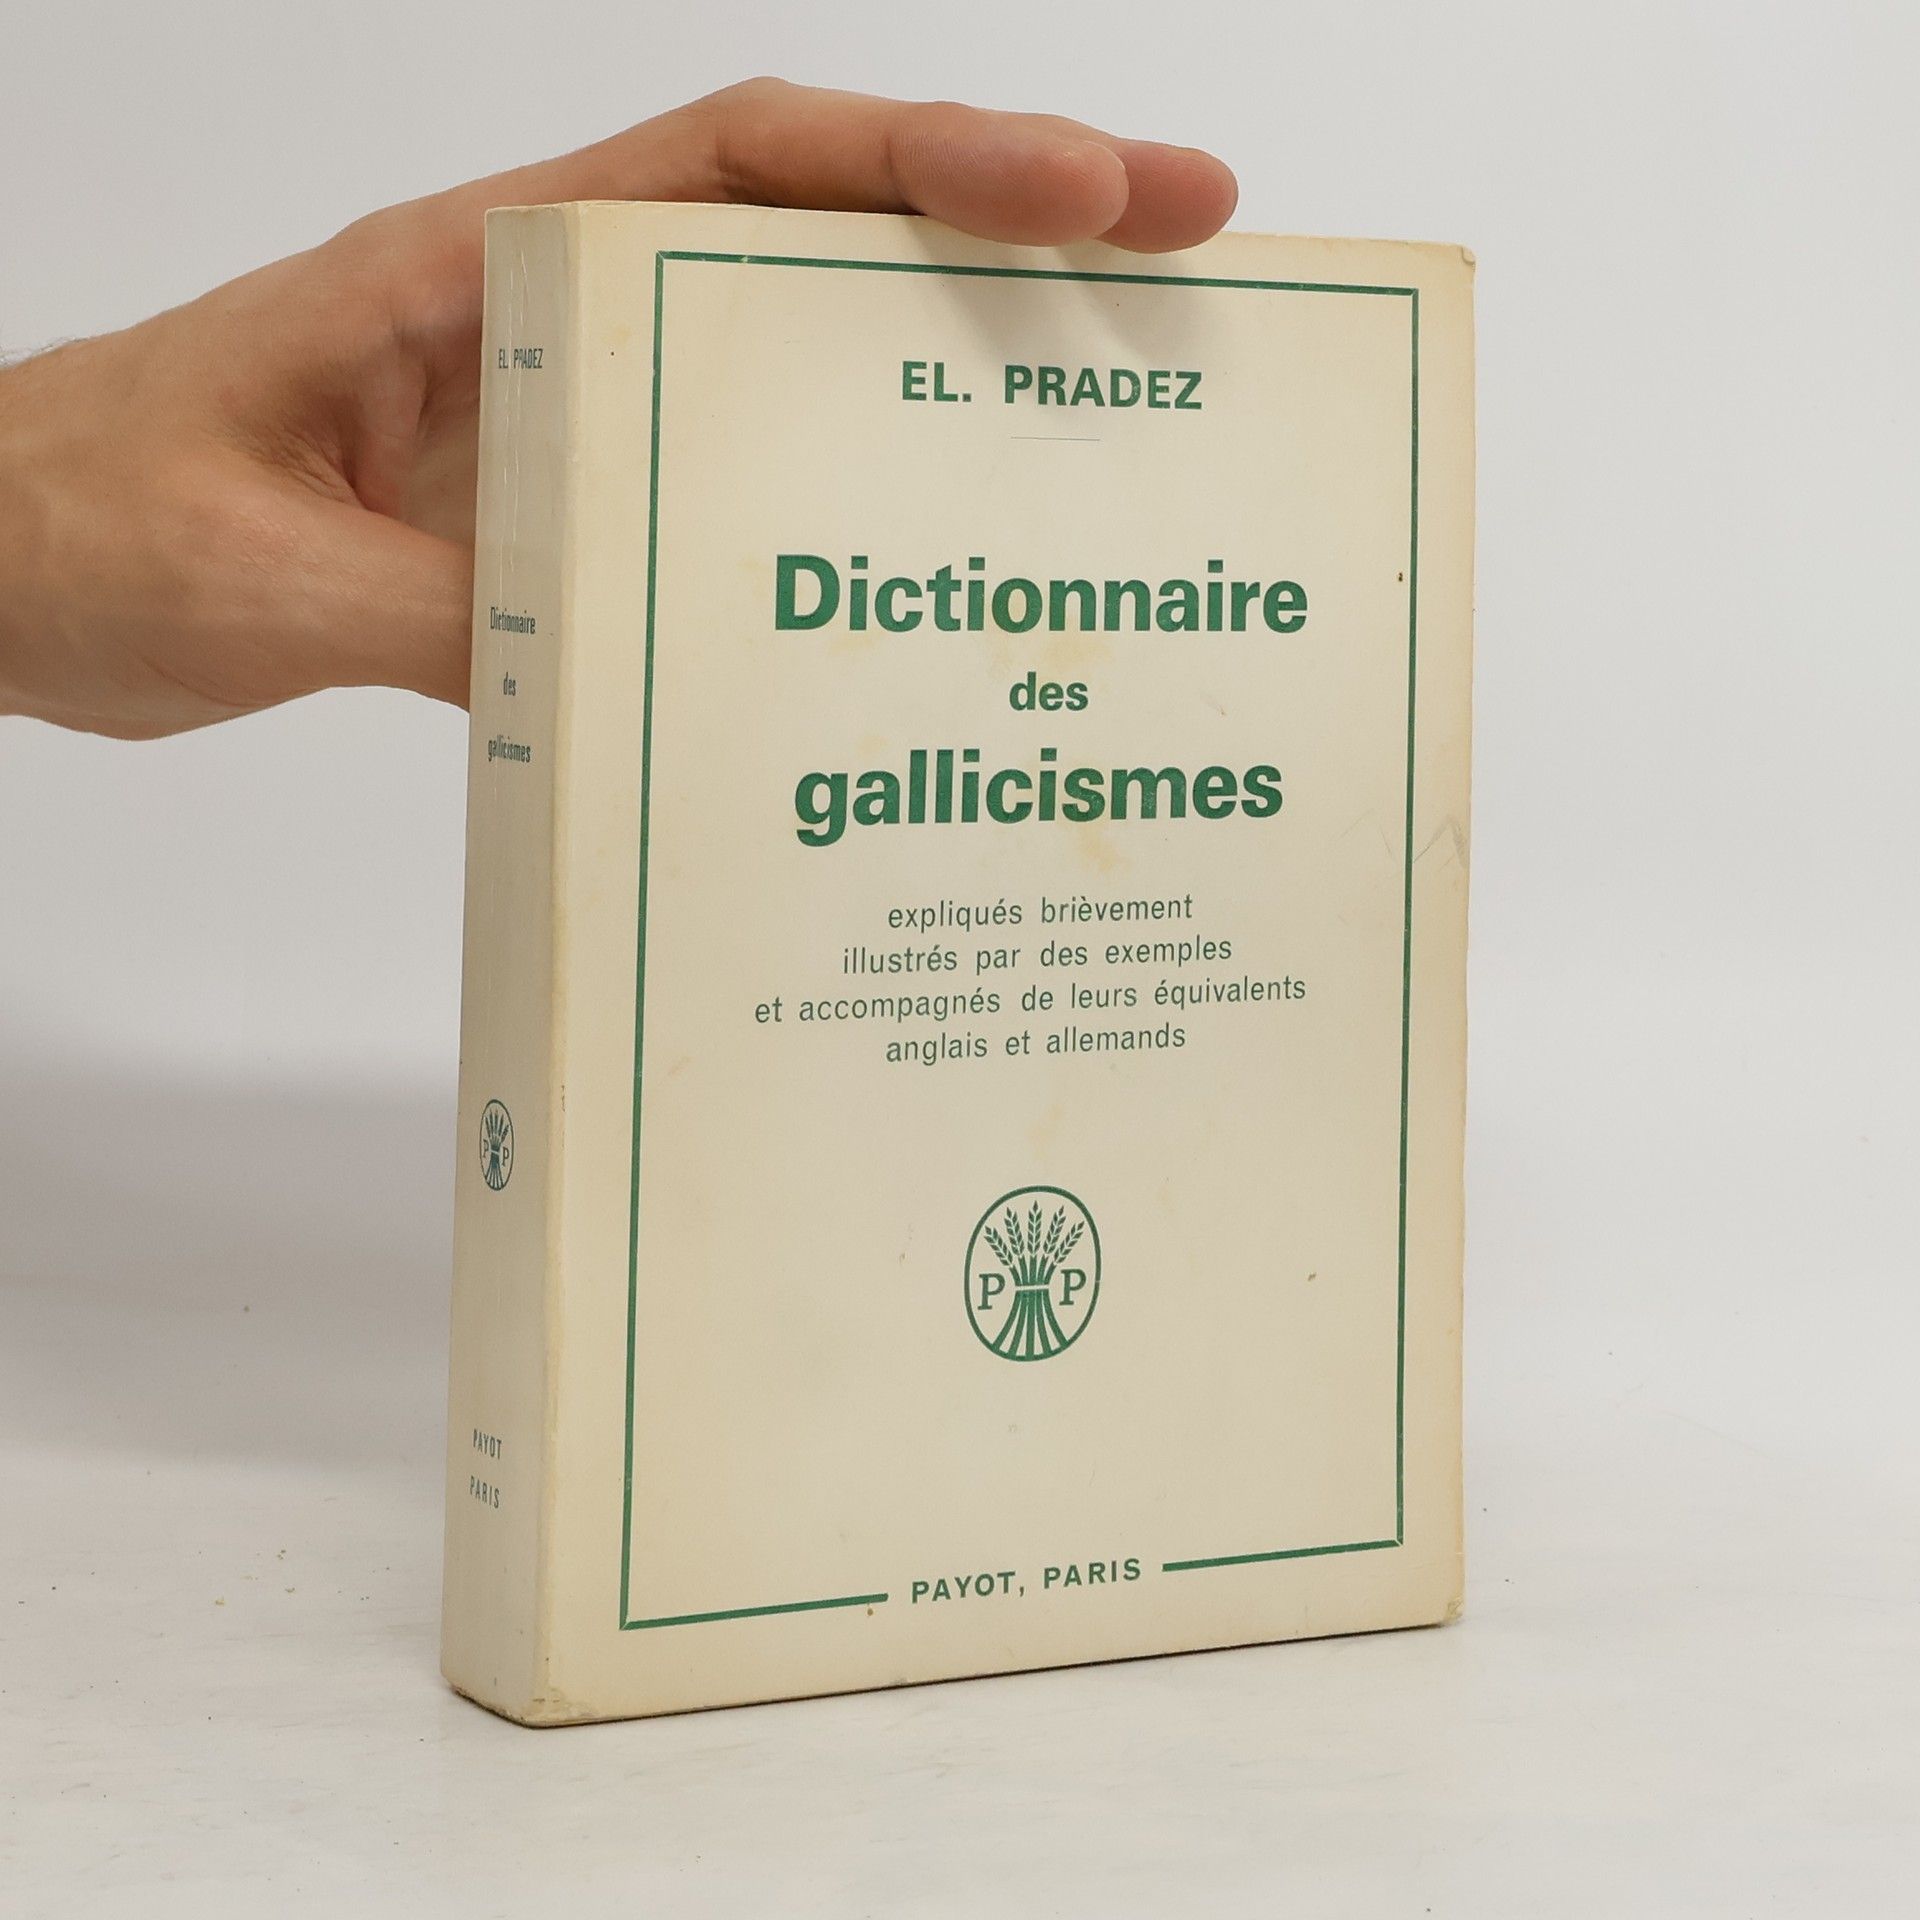 EL. PRADEZ
Dictionnaire
des
gallicismes
PAYOT
PARIS
EL. PRADEZ
Dictionnaire
des
gallicismes
expliqués brièvement
illustrés par des exemples
et accompagnés de leurs équivalents
anglais et allemands
P P
PAYOT, PARIS
P P